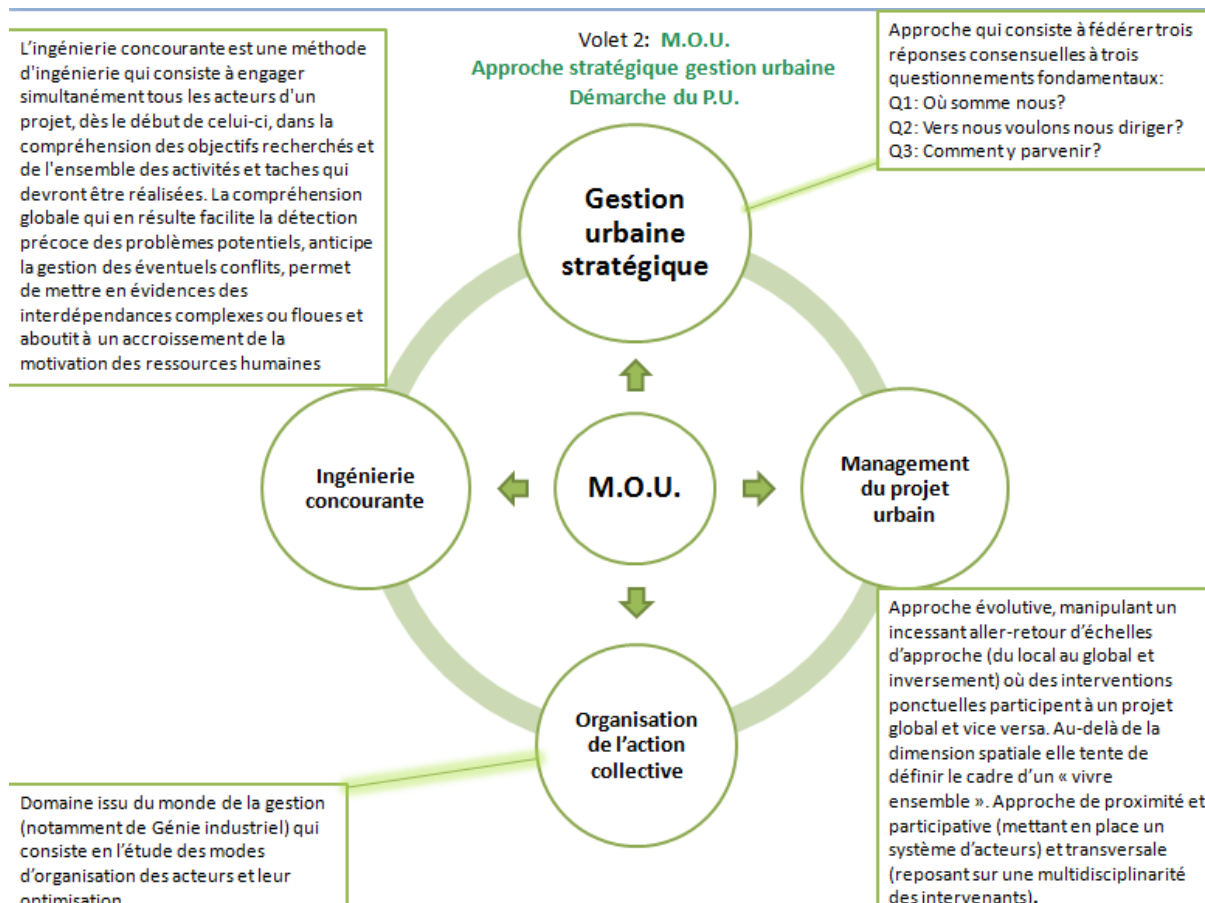 L'ingénierie concourante est une méthode
d'ingénierie qui consiste à engager
simultanément tous les acteurs d'un
projet, dès le début de celui-ci, dans la
compréhension des objectifs recherchés et
de l'ensemble des activités et taches qui
devront être réalisées. La compréhension
globale qui en résulte facilite la détection
précoce des problèmes potentiels, anticipe
la gestion des éventuels conflits, permet
de mettre en évidences des
interdépendances complexes ou floues et
aboutit à un accroissement de la
motivation des ressources humaines
Volet 2: M.O.U.
Approche stratégique gestion urbaine
Démarche du P.U.
Approche qui consiste à fédérer trois
réponses consensuelles à trois
questionnements fondamentaux:
Q1: Où somme nous?
Q2: Vers nous voulons nous diriger?
Q3: Comment y parvenir?
Gestion
urbaine
stratégique
Ingénierie
concourante
M.O.U.
Management
du projet
urbain
Organisation
de l'action
collective
Domaine issu du monde de la gestion
(notamment de Génie industriel) qui
consiste en l'étude des modes
d'organisation des acteurs et leur
optimisation
Approche évolutive, manipulant un
incessant aller-retour d'échelles
d'approche (du local au global et
inversement) où des interventions
ponctuelles participent à un projet
global et vice versa. Au-delà de la
dimension spatiale elle tente de
définir le cadre d'un « vivre
ensemble ». Approche de proximité et
participative (mettant en place un
système d'acteurs) et transversale
(reposant sur une multidisciplinarité
des intervenants).